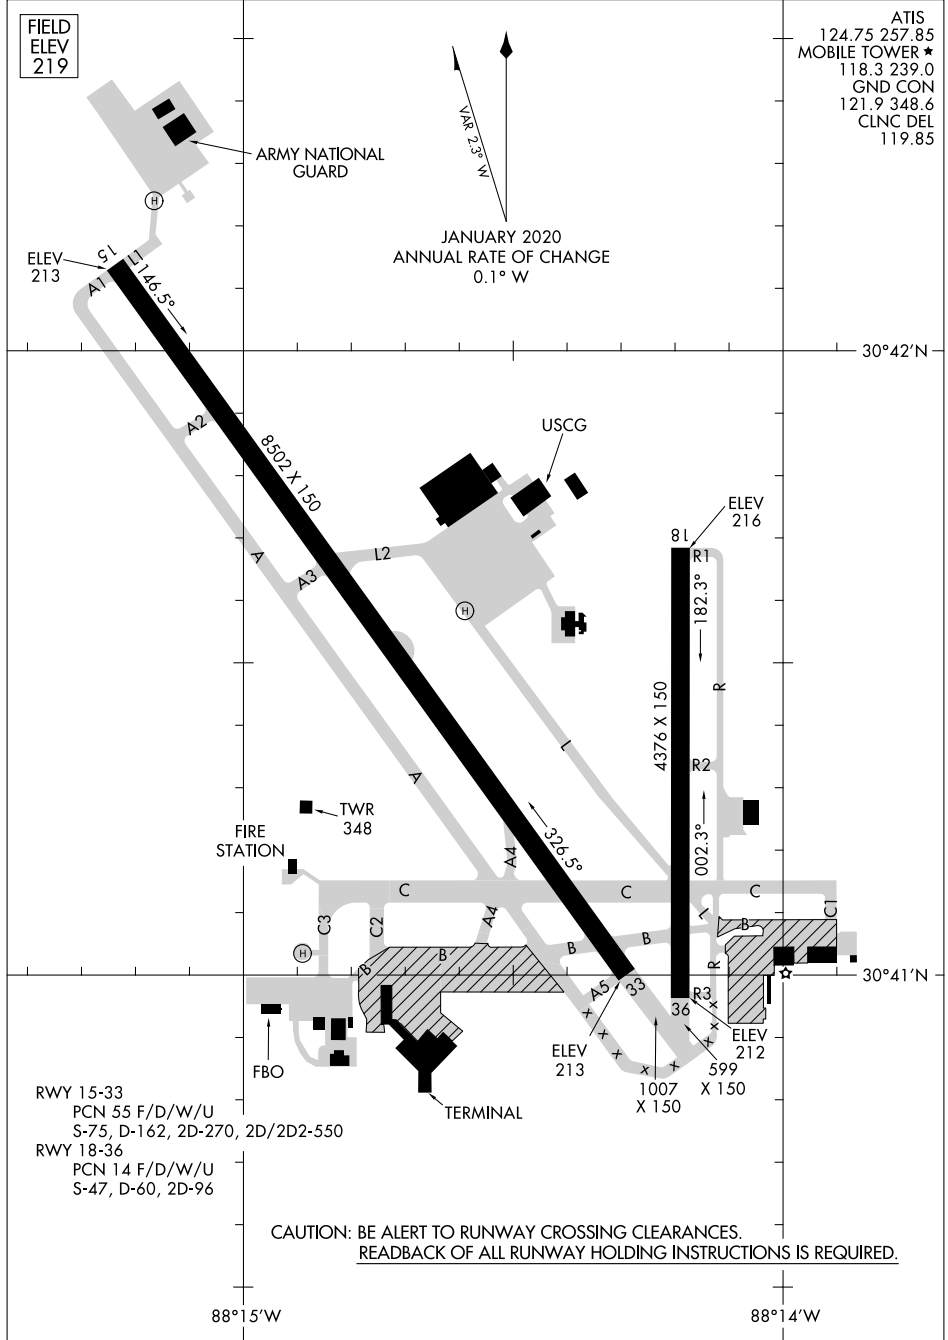 FIELD
ELEV
219
ATIS
124.75 257.85
MOBILE TOWER ★
118.3 239.0
GND CON
121.9 348.6
CLNC DEL
119.85
VAR 2.3° W
JANUARY 2020
ANNUAL RATE OF CHANGE
0.1° W
ARMY NATIONAL
GUARD
H
ELEV
213
15
L1
A1
146.5°
30°42'N
A2
8502 X 150
USCG
ELEV
216
18
R1
A
A3
L2
182.3°
H
R
4376 X 150
L
R2
A
TWR
348
FIRE
STATION
326.5°
002.3°
A4
C
C
C
C3
C2
A4
L
B
C1
B
B
H
B
B
R
30°41'N
A5
33
R3
36
X
X
X
X
X
X
X
X
X
ELEV
213
ELEV
212
599
X 150
1007
X 150
FBO
TERMINAL
RWY 15-33
PCN 55 F/D/W/U
S-75, D-162, 2D-270, 2D/2D2-550
RWY 18-36
PCN 14 F/D/W/U
S-47, D-60, 2D-96
CAUTION: BE ALERT TO RUNWAY CROSSING CLEARANCES.
READBACK OF ALL RUNWAY HOLDING INSTRUCTIONS IS REQUIRED.
88°15'W
88°14'W